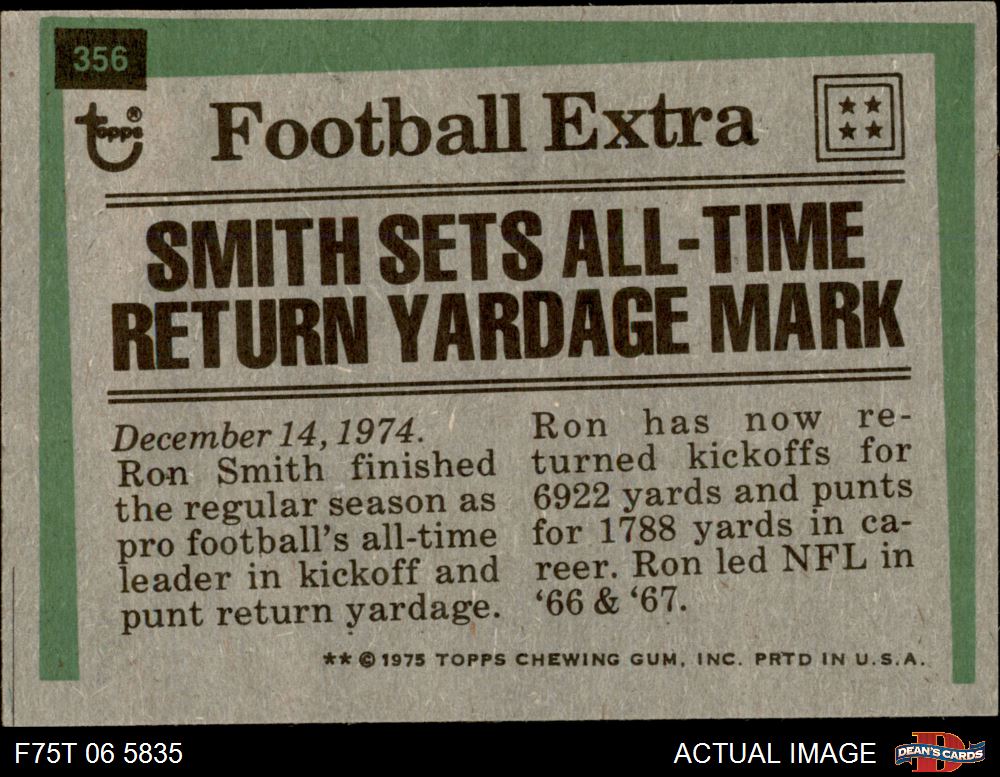 356
topps®
Football Extra
SMITH SETS ALL-TIME
RETURN YARDAGE MARK
December 14, 1974.
Ron Smith finished
the regular season as
pro football's all-time
leader in kickoff and
punt return yardage.
Ron has now re-
turned kickoffs for
6922 yards and punts
for 1788 yards in ca-
reer. Ron led NFL in
‘66 & ‘67.
** © 1975 TOPPS CHEWING GUM, INC. PRTD IN U.S.A.
F75T 06 5835
ACTUAL IMAGE
D
DEAN'S CARDS